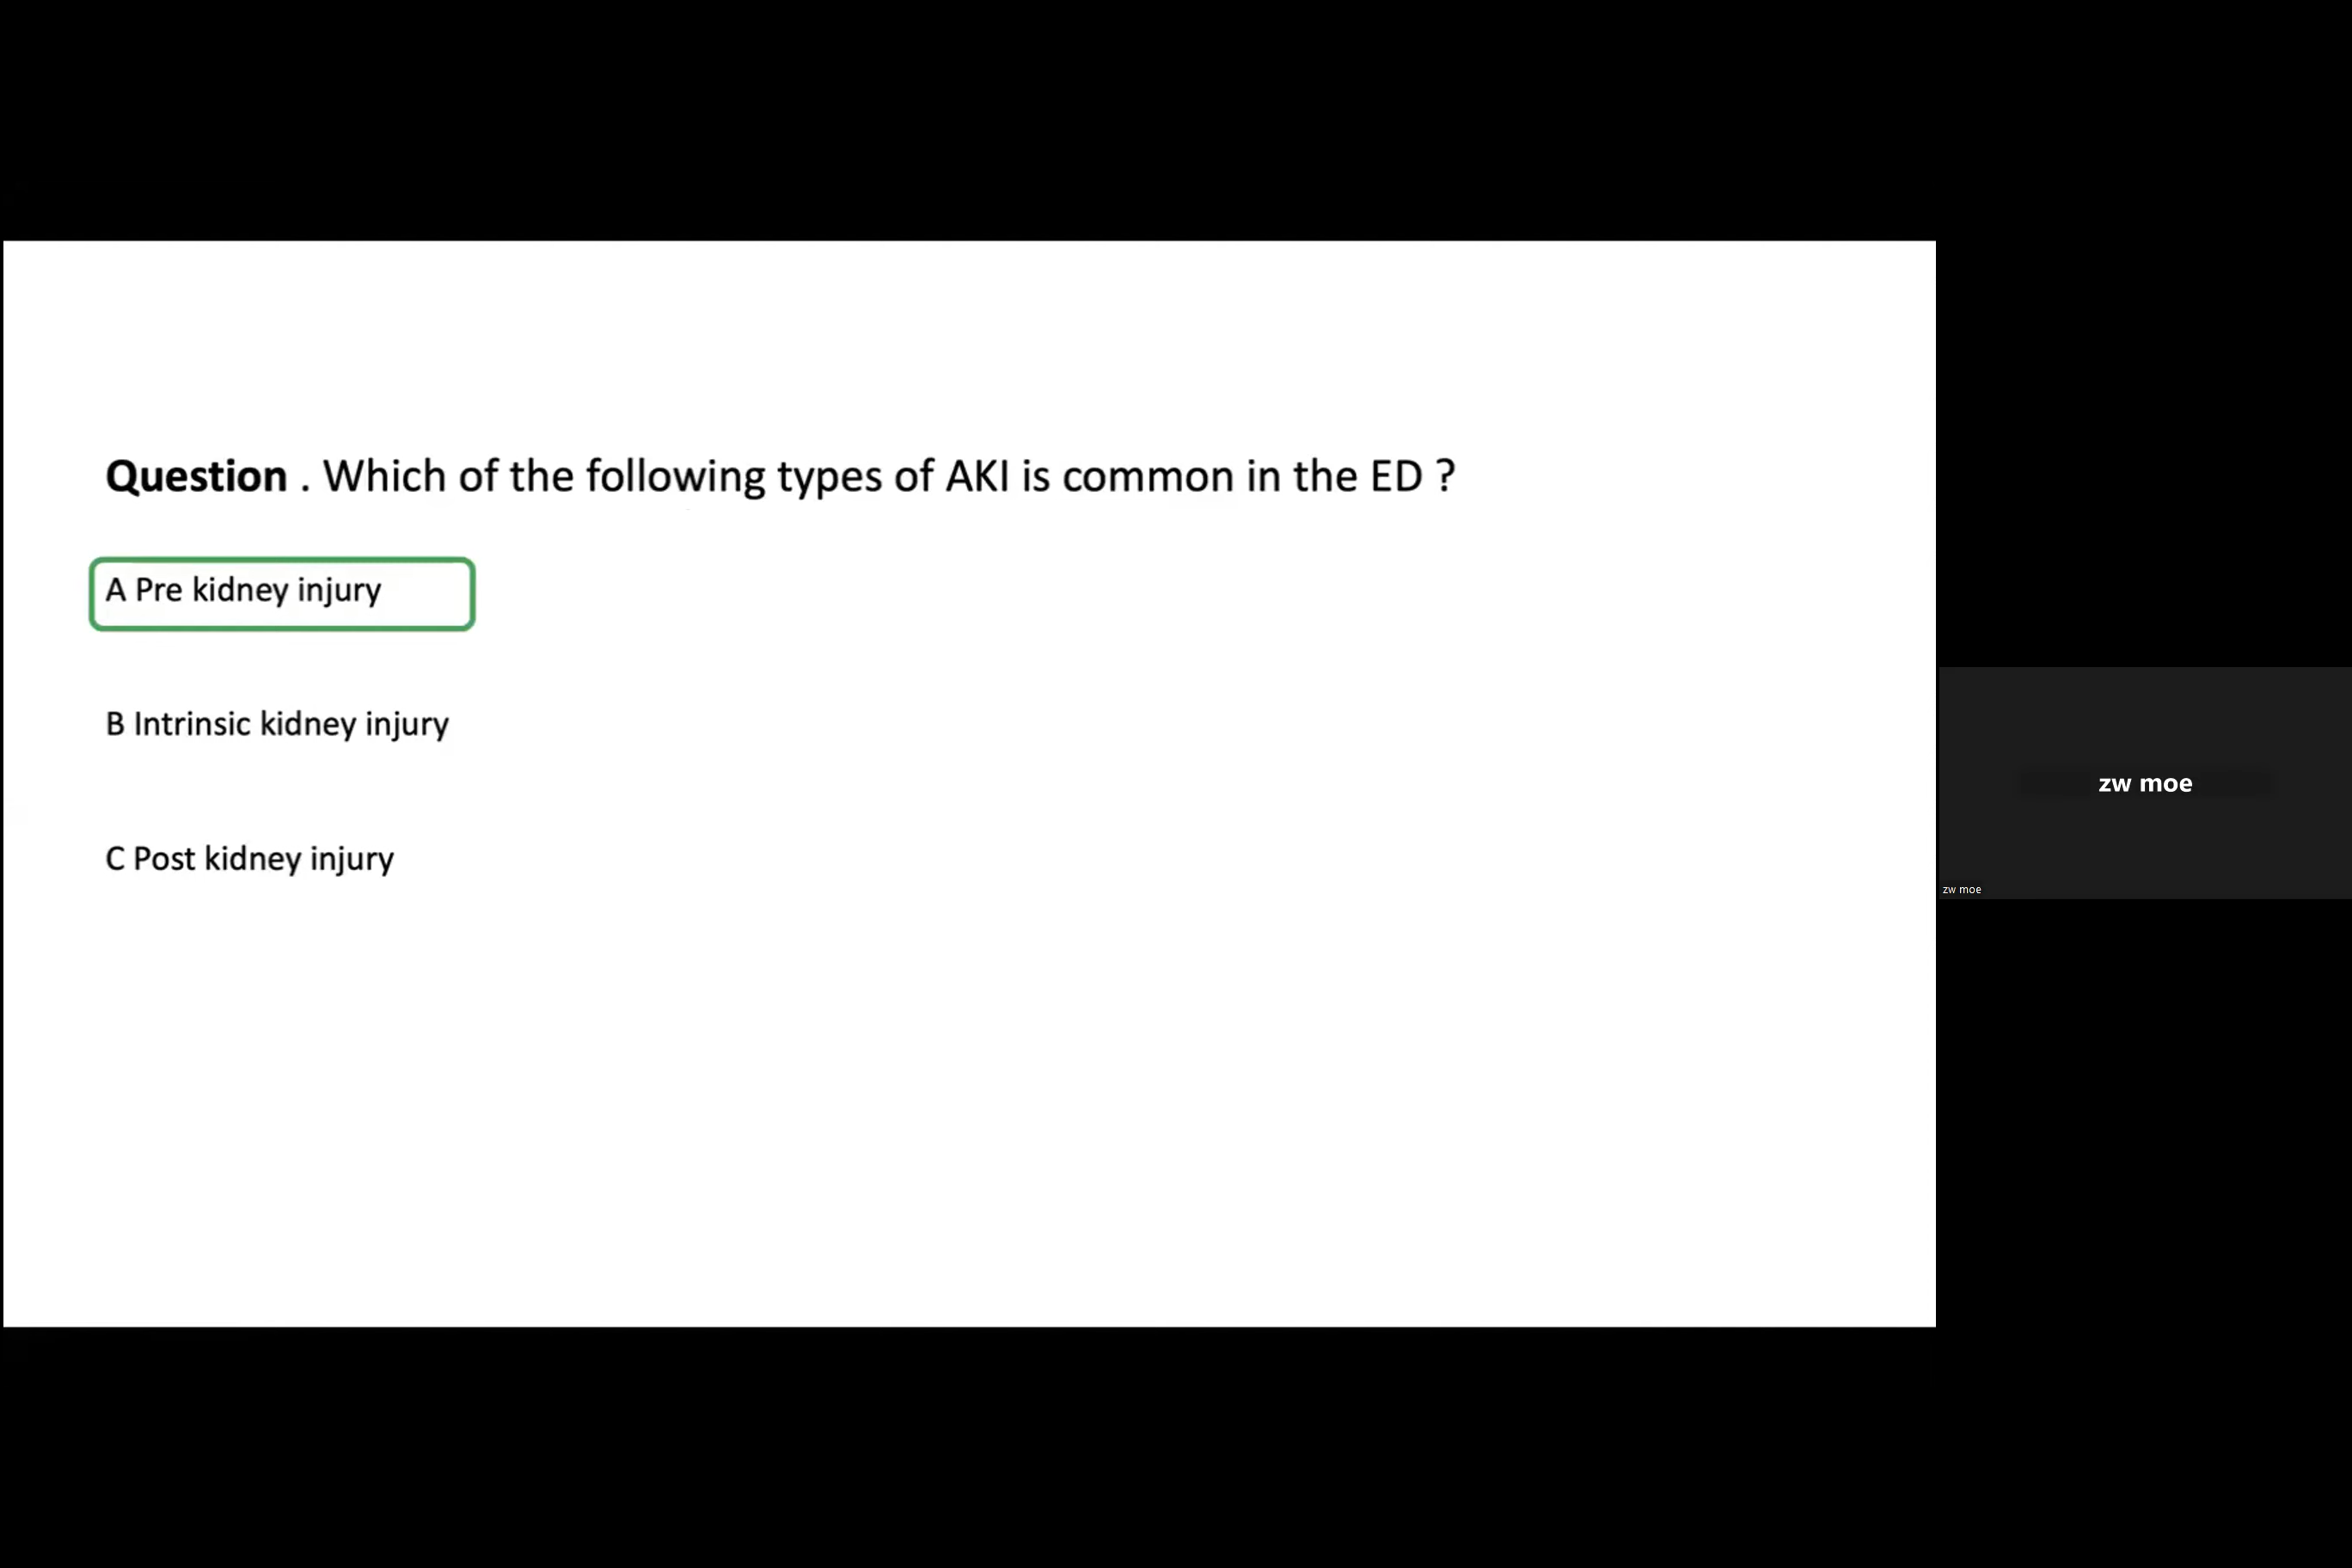 Question . Which of the following types of AKI is common in the ED ?
A Pre kidney injury
B Intrinsic kidney injury
C Post kidney injury
zw moe
zw moe